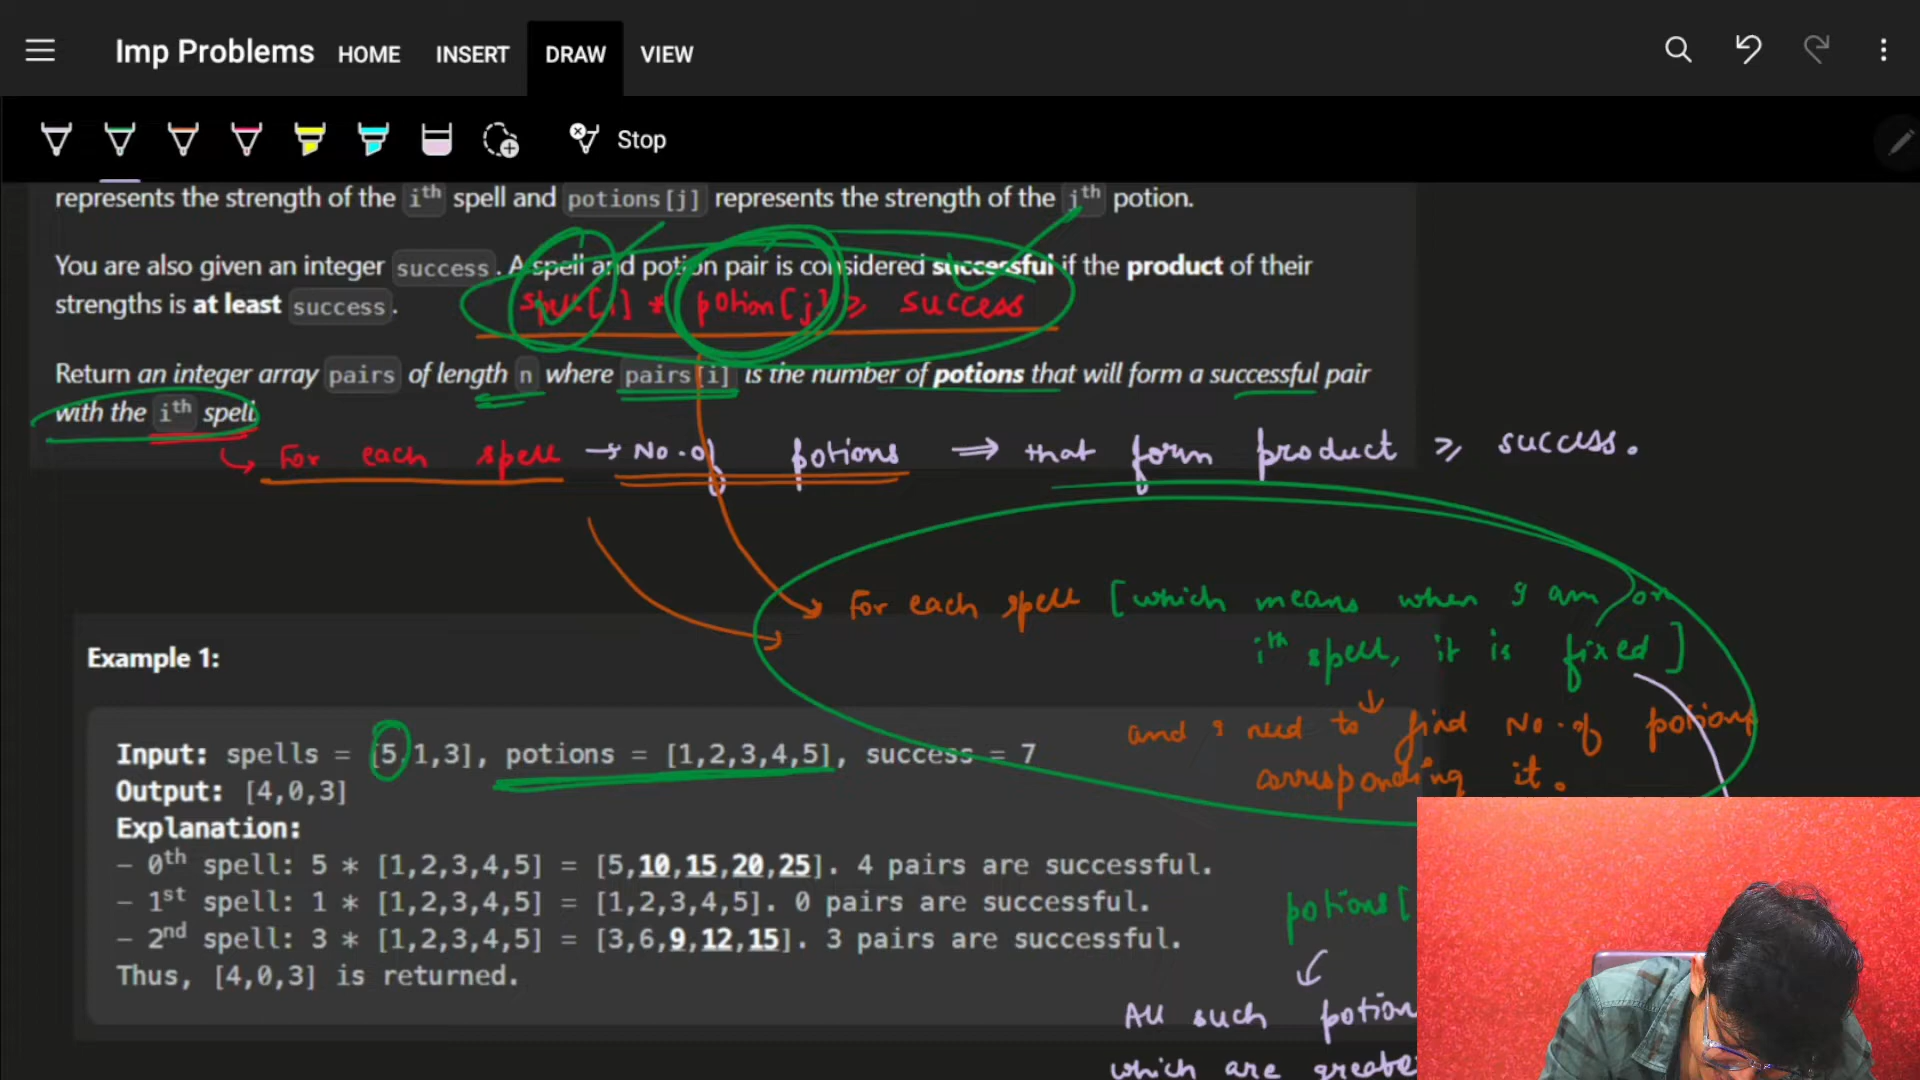 Imp Problems HOME INSERT DRAW VIEW
Stop
represents the strength of the ith spell and potions[j] represents the strength of the jth potion.
You are also given an integer success. A spell and potion pair is considered successful if the product of their
strengths is at least success.
spell[i] * potion[j] ⩾ success
Return an integer array pairs of length n where pairs[i] is the number of potions that will form a successful pair
with the ith spell.
↳ For each spell → No. of potions ⟹ that form product ⩾ success.
For each spell [which means when I am on
ith spell, it is fixed]
and I need to find No. of potions
corresponding it.
Example 1:
Input: spells = [5,1,3], potions = [1,2,3,4,5], success = 7
Output: [4,0,3]
Explanation:
- 0th spell: 5 * [1,2,3,4,5] = [5,10,15,20,25]. 4 pairs are successful.
- 1st spell: 1 * [1,2,3,4,5] = [1,2,3,4,5]. 0 pairs are successful.
- 2nd spell: 3 * [1,2,3,4,5] = [3,6,9,12,15]. 3 pairs are successful.
Thus, [4,0,3] is returned.
potions[
All such potion
which are greate